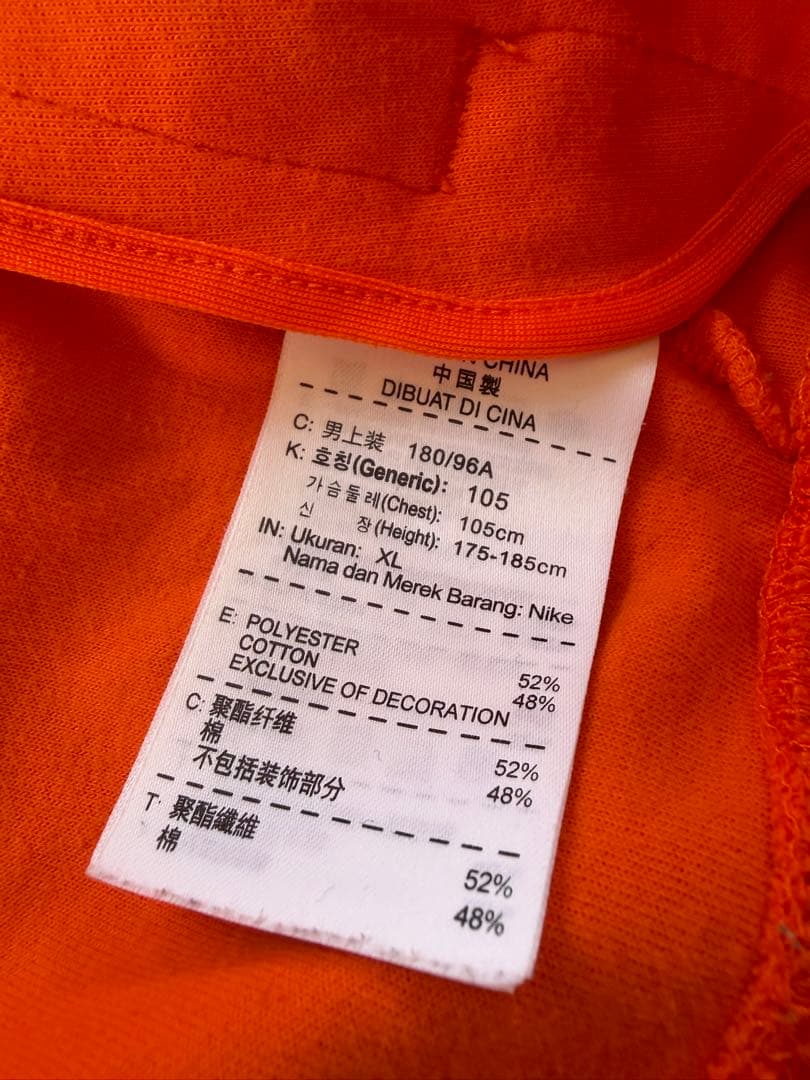 CHINA
中国製
DIBUAT DI CINA
C: 男上装 180/96A
K: 호칭(Generic): 105
가슴둘레(Chest): 105cm
신 장(Height): 175-185cm
IN: Ukuran: XL
Nama dan Merek Barang: Nike
E: POLYESTER 52%
COTTON 48%
EXCLUSIVE OF DECORATION
C: 聚酯纤维 52%
棉 48%
不包括装饰部分
T: 聚酯纖維 52%
棉 48%